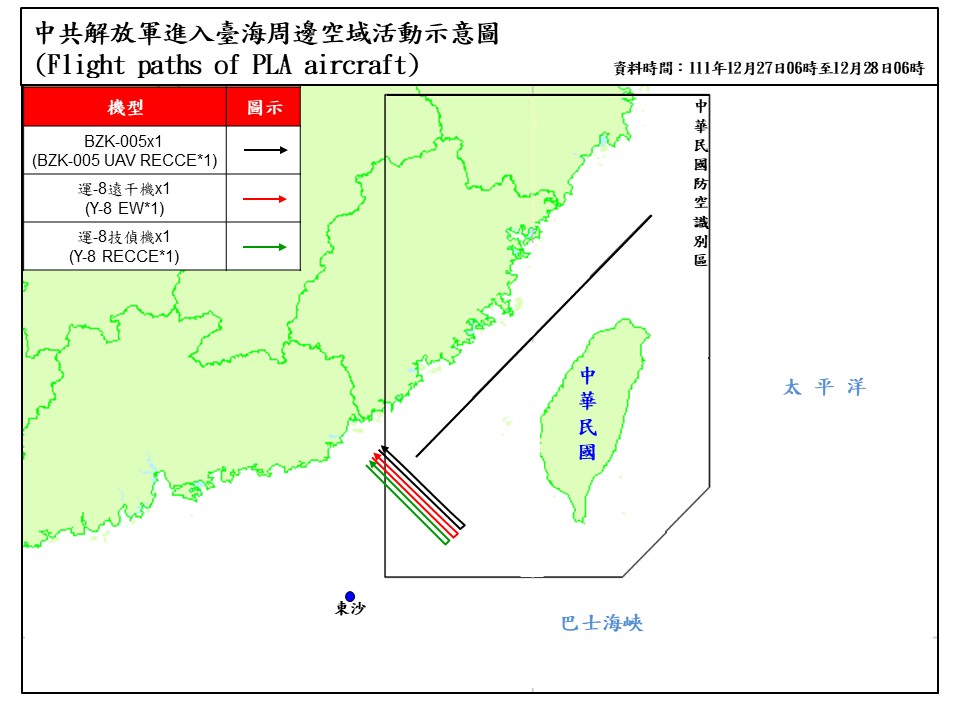 中共解放軍進入臺海周邊空域活動示意圖
(Flight paths of PLA aircraft)
資料時間：111年12月27日06時至12月28日06時
機型
圖示
BZK-005x1
(BZK-005 UAV RECCE*1)
運-8遠干機x1
(Y-8 EW*1)
運-8技偵機x1
(Y-8 RECCE*1)
中華民國防空識別區
中華民國
太平洋
東沙
巴士海峽